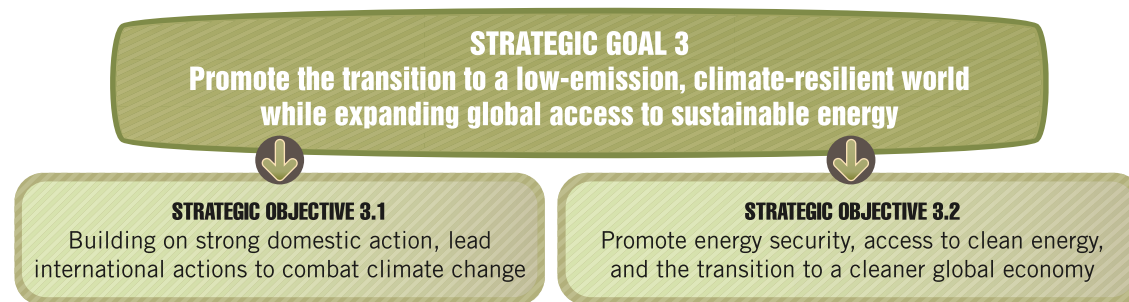 STRATEGIC GOAL 3
Promote the transition to a low-emission, climate-resilient world
while expanding global access to sustainable energy
STRATEGIC OBJECTIVE 3.1
Building on strong domestic action, lead
international actions to combat climate change
STRATEGIC OBJECTIVE 3.2
Promote energy security, access to clean energy,
and the transition to a cleaner global economy